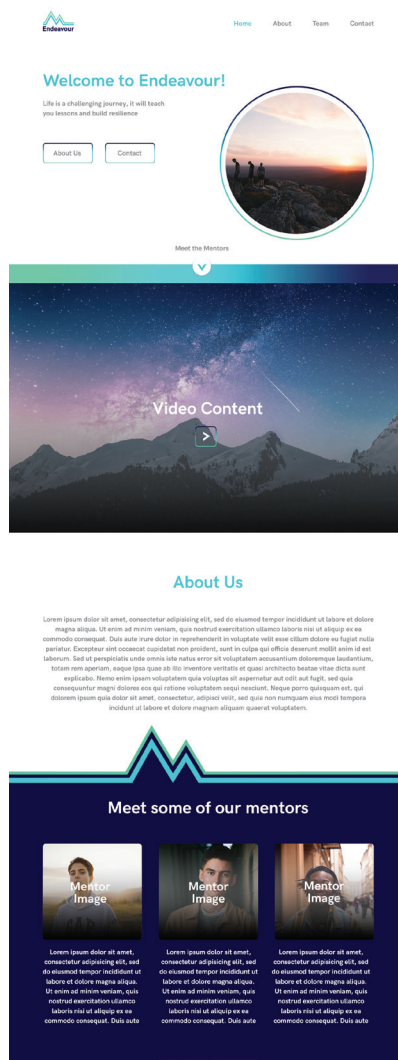 Endeavour
Home About Team Contact
Welcome to Endeavour!
Life is a challenging journey, it will teach
you lessons and build resilience
About Us Contact
Meet the Mentors
Video Content
About Us
Lorem ipsum dolor sit amet, consectetur adipisicing elit, sed do eiusmod tempor incididunt ut labore et dolore
magna aliqua. Ut enim ad minim veniam, quis nostrud exercitation ullamco laboris nisi ut aliquip ex ea
commodo consequat. Duis aute irure dolor in reprehenderit in voluptate velit esse cillum dolore eu fugiat nulla
pariatur. Excepteur sint occaecat cupidatat non proident, sunt in culpa qui officia deserunt mollit anim id est
laborum. Sed ut perspiciatis unde omnis iste natus error sit voluptatem accusantium doloremque laudantium,
totam rem aperiam, eaque ipsa quae ab illo inventore veritatis et quasi architecto beatae vitae dicta sunt
explicabo. Nemo enim ipsam voluptatem quia voluptas sit aspernatur aut odit aut fugit, sed quia
consequuntur magni dolores eos qui ratione voluptatem sequi nesciunt. Neque porro quisquam est, qui
dolorem ipsum quia dolor sit amet, consectetur, adipisci velit, sed quia non numquam eius modi tempora
incidunt ut labore et dolore magnam aliquam quaerat voluptatem.
Meet some of our mentors
Mentor
Image
Mentor
Image
Mentor
Image
Lorem ipsum dolor sit amet,
consectetur adipisicing elit, sed
do eiusmod tempor incididunt ut
labore et dolore magna aliqua.
Ut enim ad minim veniam, quis
nostrud exercitation ullamco
laboris nisi ut aliquip ex ea
commodo consequat. Duis aute
Lorem ipsum dolor sit amet,
consectetur adipisicing elit, sed
do eiusmod tempor incididunt ut
labore et dolore magna aliqua.
Ut enim ad minim veniam, quis
nostrud exercitation ullamco
laboris nisi ut aliquip ex ea
commodo consequat. Duis aute
Lorem ipsum dolor sit amet,
consectetur adipisicing elit, sed
do eiusmod tempor incididunt ut
labore et dolore magna aliqua.
Ut enim ad minim veniam, quis
nostrud exercitation ullamco
laboris nisi ut aliquip ex ea
commodo consequat. Duis aute